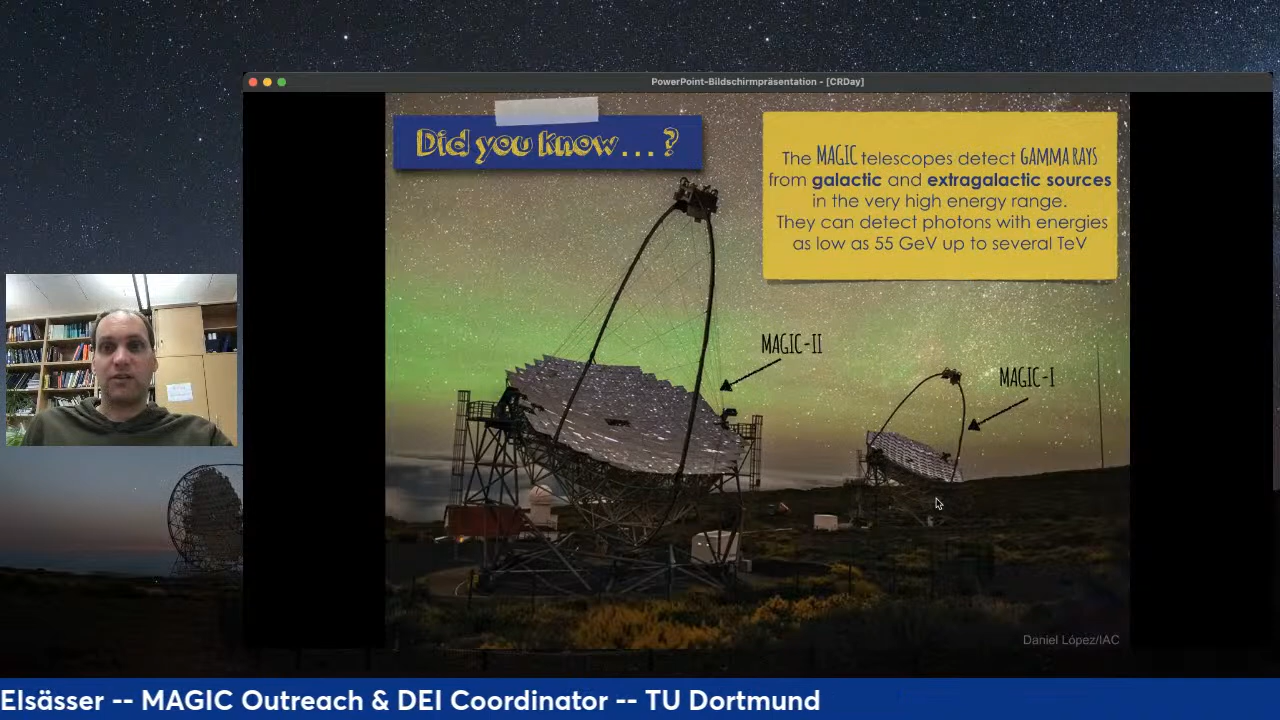 PowerPoint-Bildschirmpräsentation - [CRDay]
Did you know...?
The MAGIC telescopes detect GAMMA RAYS
from galactic and extragalactic sources
in the very high energy range.
They can detect photons with energies
as low as 55 GeV up to several TeV
MAGIC-II
MAGIC-I
Daniel López/IAC
Elsässer -- MAGIC Outreach & DEI Coordinator -- TU Dortmund